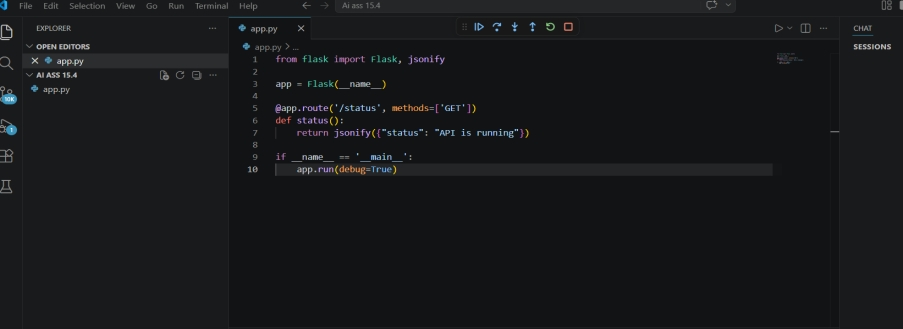 File Edit Selection View Go Run Terminal Help
Ai ass 15.4
EXPLORER
OPEN EDITORS
app.py
AI ASS 15.4
app.py
10K
1
app.py
app.py > ...
1 from flask import Flask, jsonify
2
3 app = Flask(__name__)
4
5 @app.route('/status', methods=['GET'])
6 def status():
7     return jsonify({"status": "API is running"})
8
9 if __name__ == '__main__':
10     app.run(debug=True)
CHAT
SESSIONS